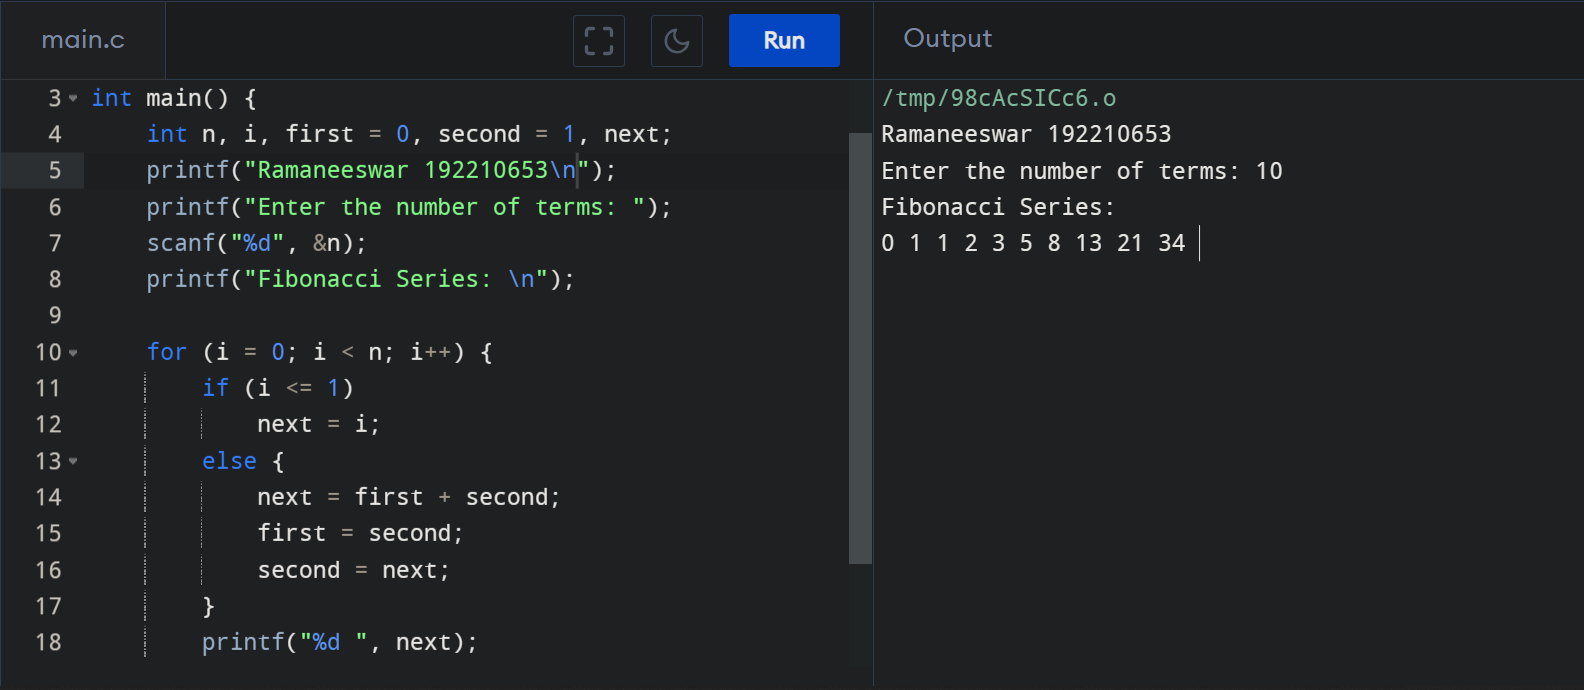 main.c
Run
Output
3 int main() {
4 int n, i, first = 0, second = 1, next;
5 printf("Ramaneeswar 192210653\n");
6 printf("Enter the number of terms: ");
7 scanf("%d", &n);
8 printf("Fibonacci Series: \n");
9
10 for (i = 0; i < n; i++) {
11 if (i <= 1)
12 next = i;
13 else {
14 next = first + second;
15 first = second;
16 second = next;
17 }
18 printf("%d ", next);
/tmp/98cAcSICc6.o
Ramaneeswar 192210653
Enter the number of terms: 10
Fibonacci Series:
0 1 1 2 3 5 8 13 21 34